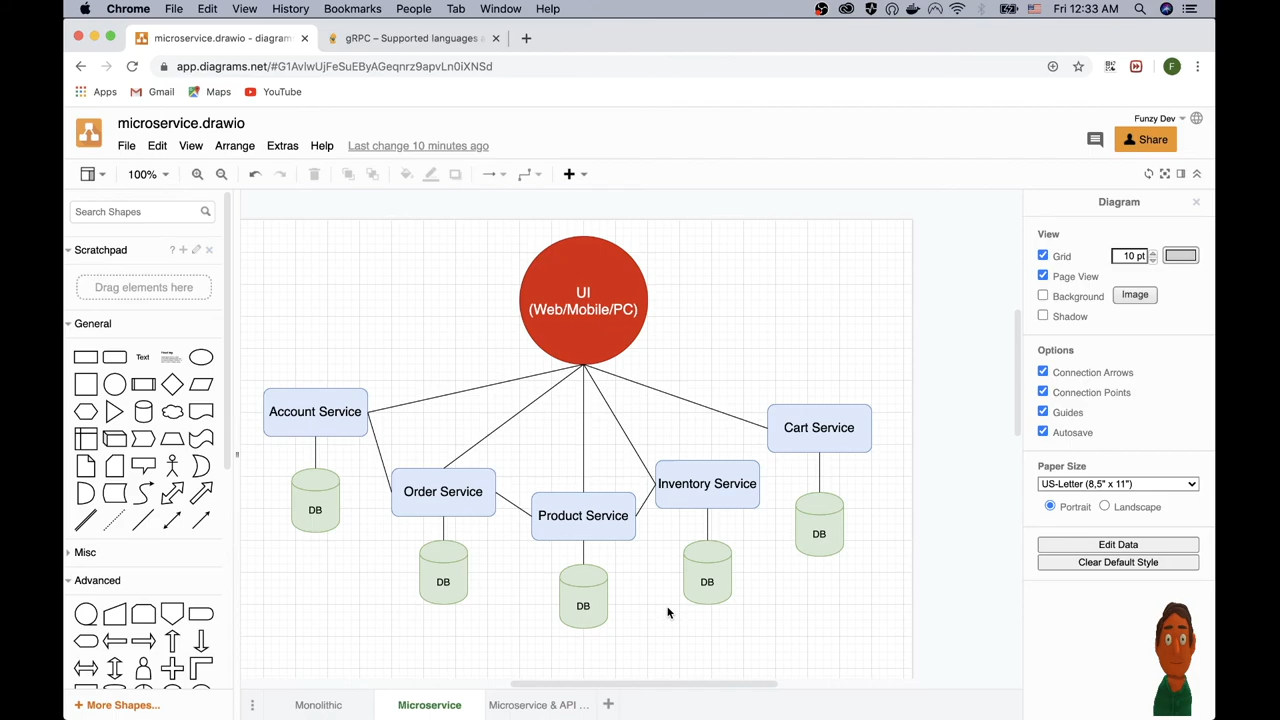 Chrome File Edit View History Bookmarks People Tab Window Help Fri 12:33 AM
microservice.drawio - diagram
gRPC – Supported languages
app.diagrams.net/#G1AvlwUjFeSuEByAGeqnrz9apvLn0iXNSd
Apps Gmail Maps YouTube
microservice.drawio
Funzy Dev
File Edit View Arrange Extras Help Last change 10 minutes ago
Share
100%
Search Shapes
Diagram
Scratchpad
?
Drag elements here
General
Text
Misc
Advanced
More Shapes...
UI
(Web/Mobile/PC)
Account Service
DB
Order Service
DB
Product Service
DB
Inventory Service
DB
Cart Service
DB
View
Grid 10 pt
Page View
Background Image
Shadow
Options
Connection Arrows
Connection Points
Guides
Autosave
Paper Size
US-Letter (8,5" x 11")
Portrait Landscape
Edit Data
Clear Default Style
Monolithic Microservice Microservice & API ...